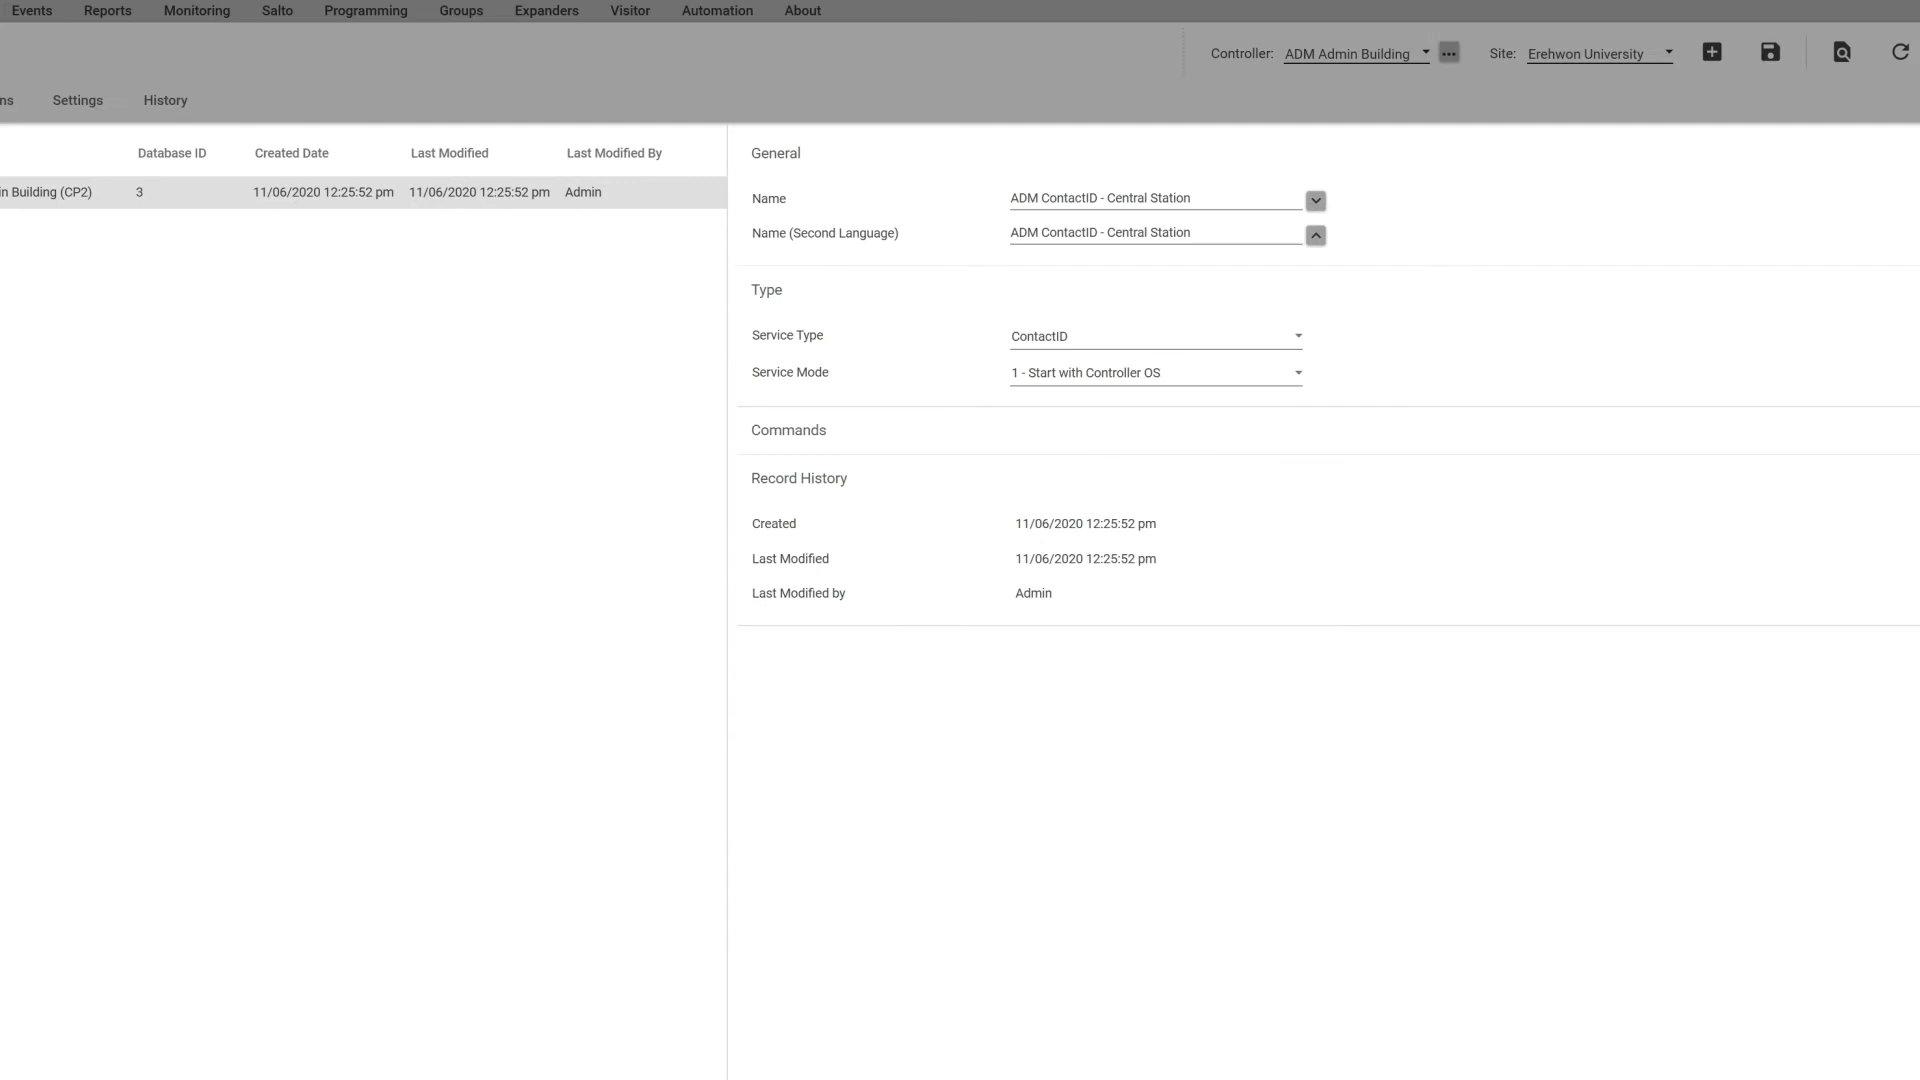 Events Reports Monitoring Salto Programming Groups Expanders Visitor Automation About
Controller: ADM Admin Building ... Site: Erehwon University
ns Settings History
Database ID Created Date Last Modified Last Modified By
in Building (CP2) 3 11/06/2020 12:25:52 pm 11/06/2020 12:25:52 pm Admin
General
Name ADM ContactID - Central Station
Name (Second Language) ADM ContactID - Central Station
Type
Service Type ContactID
Service Mode 1 - Start with Controller OS
Commands
Record History
Created 11/06/2020 12:25:52 pm
Last Modified 11/06/2020 12:25:52 pm
Last Modified by Admin